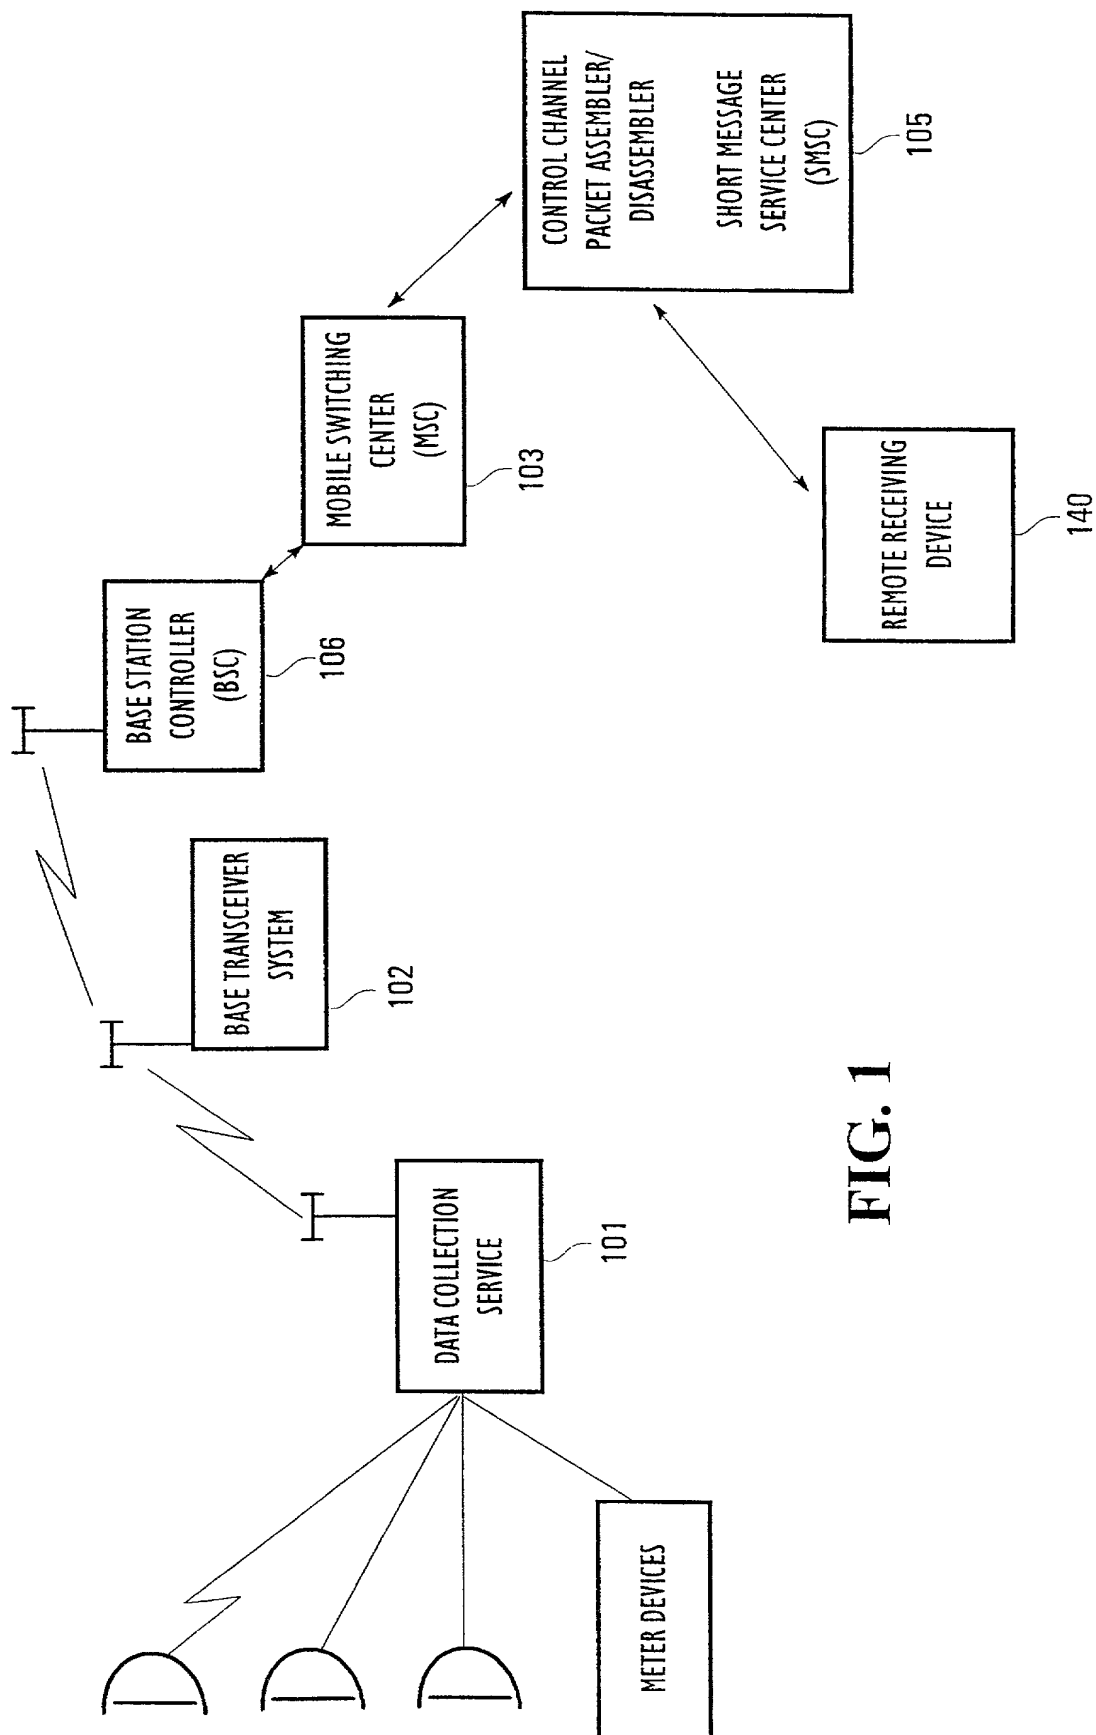 METER DEVICES
DATA COLLECTION
SERVICE
101
BASE TRANSCEIVER
SYSTEM
102
BASE STATION
CONTROLLER
(BSC)
106
MOBILE SWITCHING
CENTER
(MSC)
103
CONTROL CHANNEL
PACKET ASSEMBLER/
DISASSEMBLER
SHORT MESSAGE
SERVICE CENTER
(SMSC)
105
REMOTE RECEIVING
DEVICE
140
FIG. 1